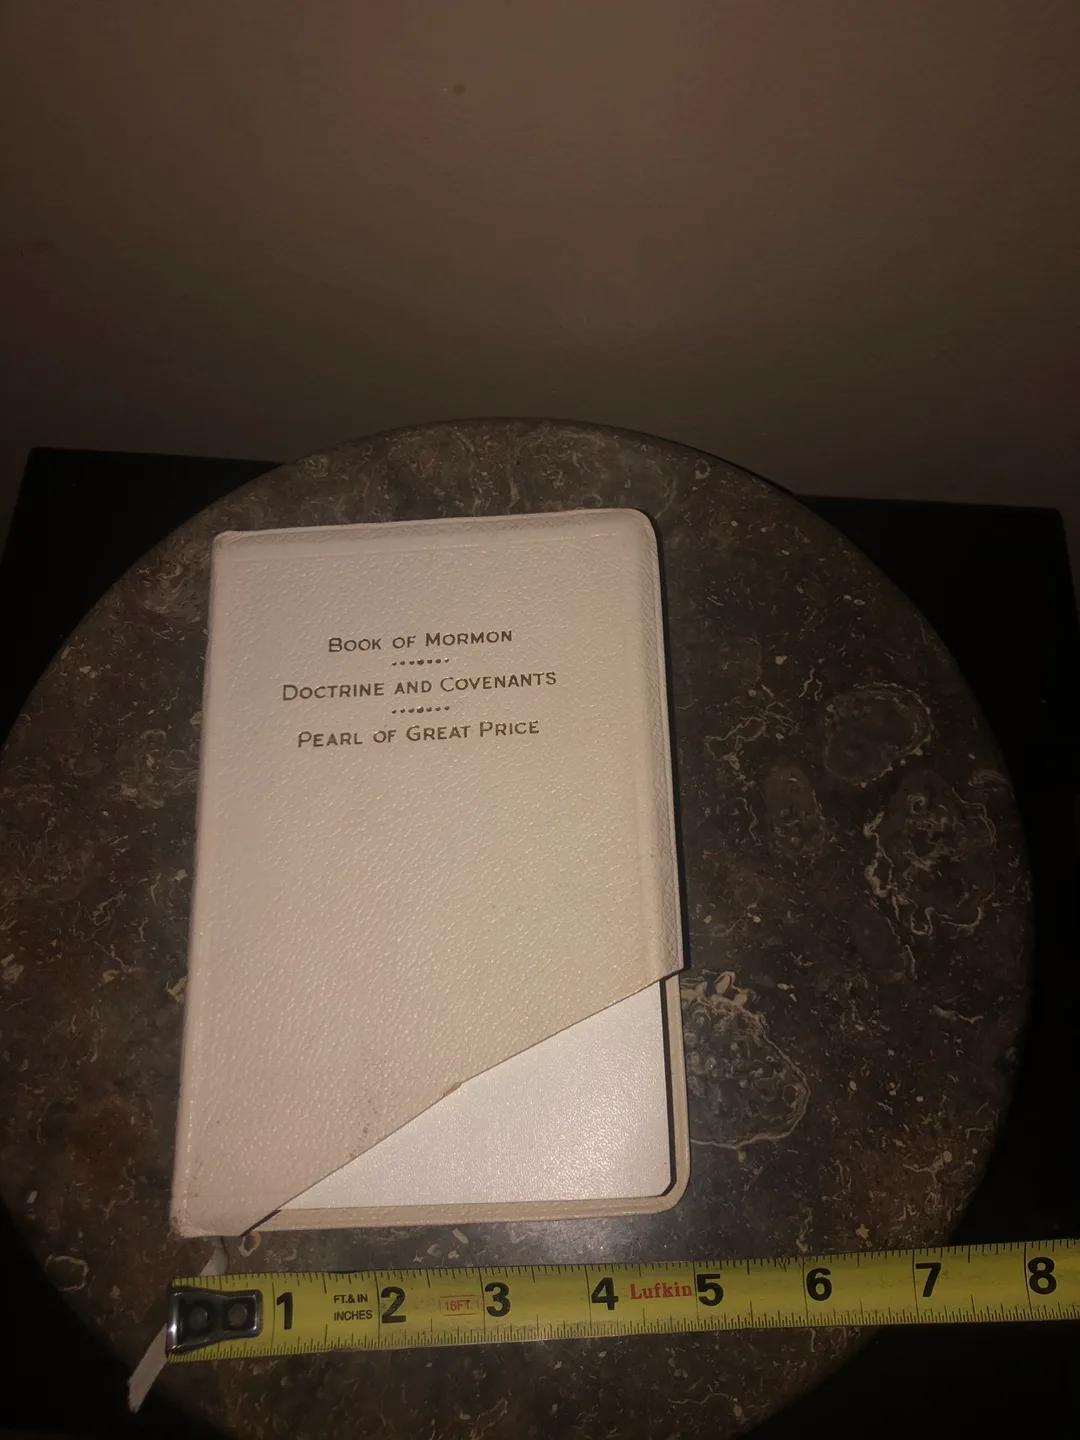 BOOK OF MORMON
DOCTRINE AND COVENANTS
PEARL OF GREAT PRICE
1 FT.& IN INCHES 2 16FT. 3 4 Lufkin 5 6 7 8